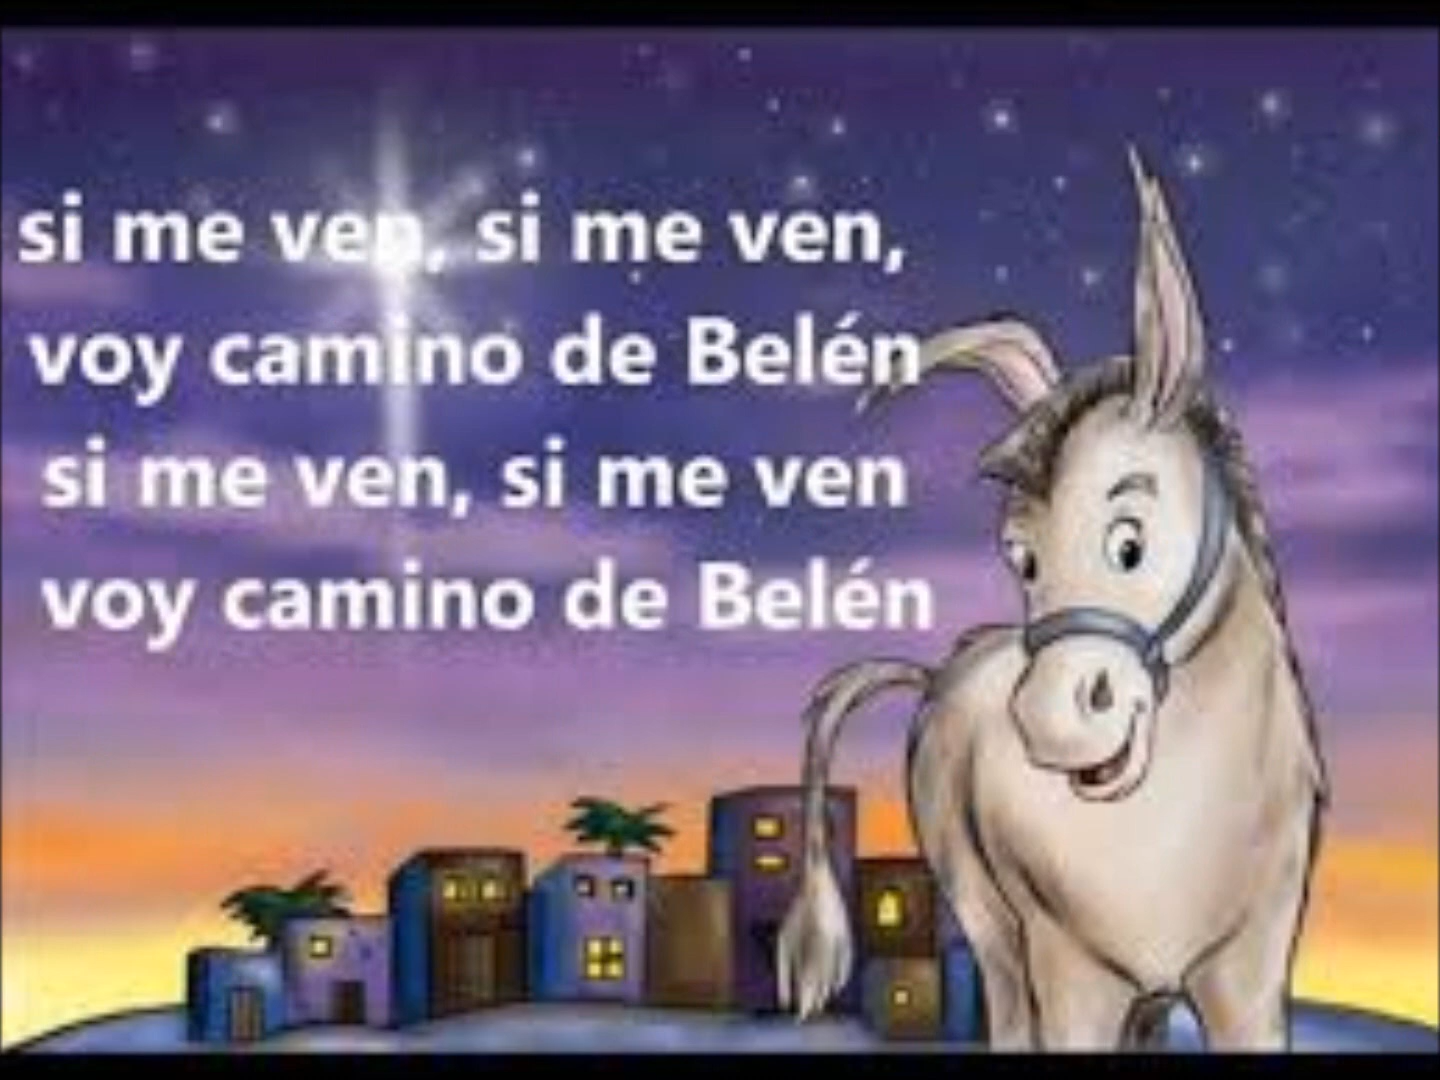 si me ven, si me ven,
voy camino de Belén
si me ven, si me ven
voy camino de Belén